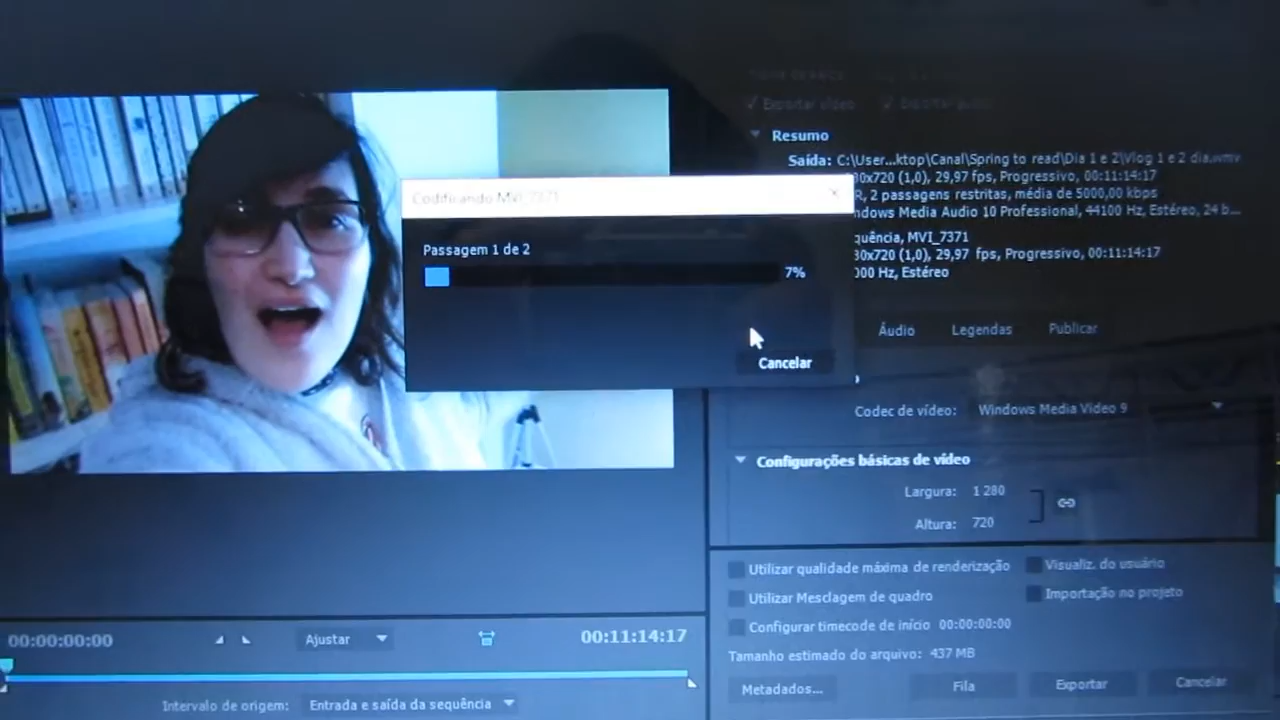 Exportar vídeo
Resumo
Saída: C:\User...ktop\Canal\Spring to read\Dia 1 e 2\Vlog 1 e 2 dia.wmv
80x720 (1,0), 29,97 fps, Progressivo, 00:11:14:17
R, 2 passagens restritas, média de 5000,00 kbps
ndows Media Audio 10 Professional, 44100 Hz, Estéreo, 24 b...
quência, MVI_7371
80x720 (1,0), 29,97 fps, Progressivo, 00:11:14:17
000 Hz, Estéreo
Codificando MVI_7371
Passagem 1 de 2
7%
Cancelar
Áudio Legendas Publicar
Codec de vídeo: Windows Media Video 9
Configurações básicas de vídeo
Largura: 1 280
Altura: 720
Utilizar qualidade máxima de renderização Visualiz. do usuário
Utilizar Mesclagem de quadro Importação no projeto
Configurar timecode de início 00:00:00:00
Tamanho estimado do arquivo: 437 MB
Metadados... Fila Exportar Cancelar
00:00:00:00 Ajustar 00:11:14:17
Intervalo de origem: Entrada e saída da sequência